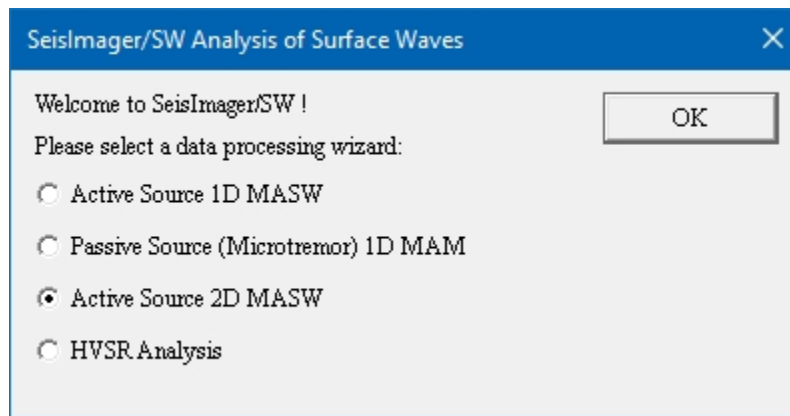 SeisImager/SW Analysis of Surface Waves
Welcome to SeisImager/SW !
OK
Please select a data processing wizard:
Active Source 1D MASW
Passive Source (Microtremor) 1D MAM
Active Source 2D MASW
HVSR Analysis